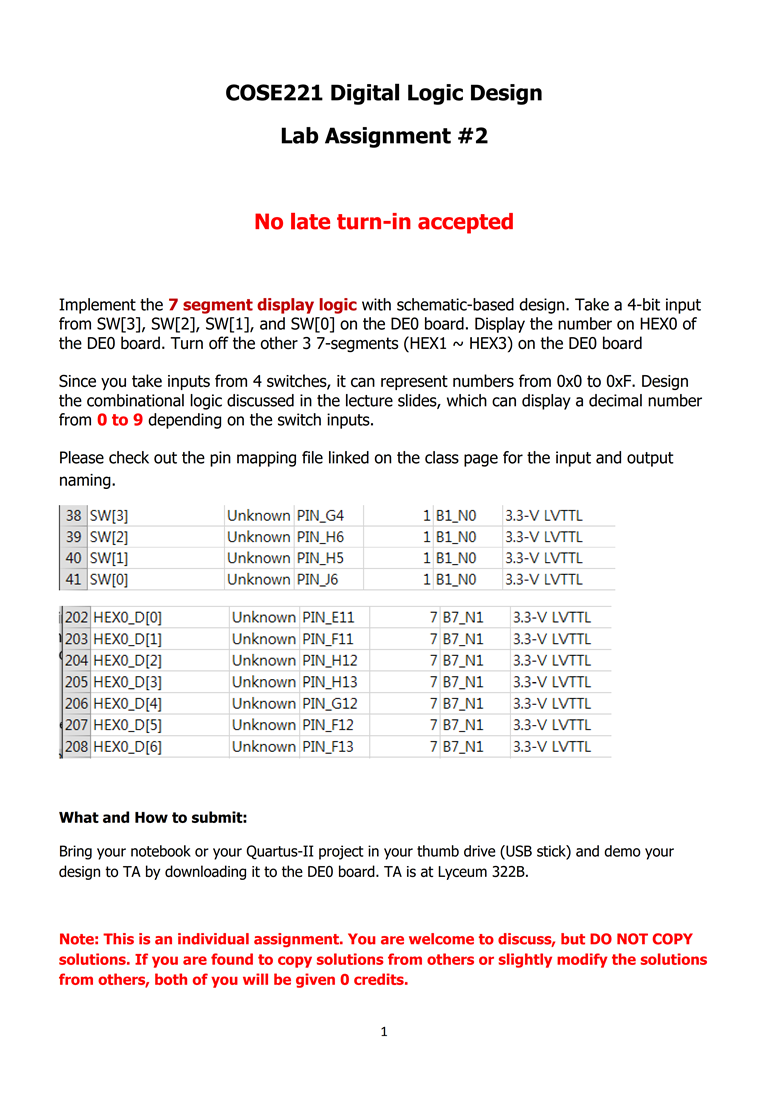 COSE221 Digital Logic Design
Lab Assignment #2
No late turn-in accepted
Implement the 7 segment display logic with schematic-based design. Take a 4-bit input
from SW[3], SW[2], SW[1], and SW[0] on the DE0 board. Display the number on HEX0 of
the DE0 board. Turn off the other 3 7-segments (HEX1 ~ HEX3) on the DE0 board
Since you take inputs from 4 switches, it can represent numbers from 0x0 to 0xF. Design
the combinational logic discussed in the lecture slides, which can display a decimal number
from 0 to 9 depending on the switch inputs.
Please check out the pin mapping file linked on the class page for the input and output
naming.
38 SW[3] Unknown PIN_G4 1 B1_N0 3.3-V LVTTL
39 SW[2] Unknown PIN_H6 1 B1_N0 3.3-V LVTTL
40 SW[1] Unknown PIN_H5 1 B1_N0 3.3-V LVTTL
41 SW[0] Unknown PIN_J6 1 B1_N0 3.3-V LVTTL
202 HEX0_D[0] Unknown PIN_E11 7 B7_N1 3.3-V LVTTL
203 HEX0_D[1] Unknown PIN_F11 7 B7_N1 3.3-V LVTTL
204 HEX0_D[2] Unknown PIN_H12 7 B7_N1 3.3-V LVTTL
205 HEX0_D[3] Unknown PIN_H13 7 B7_N1 3.3-V LVTTL
206 HEX0_D[4] Unknown PIN_G12 7 B7_N1 3.3-V LVTTL
207 HEX0_D[5] Unknown PIN_F12 7 B7_N1 3.3-V LVTTL
208 HEX0_D[6] Unknown PIN_F13 7 B7_N1 3.3-V LVTTL
What and How to submit:
Bring your notebook or your Quartus-II project in your thumb drive (USB stick) and demo your
design to TA by downloading it to the DE0 board. TA is at Lyceum 322B.
Note: This is an individual assignment. You are welcome to discuss, but DO NOT COPY
solutions. If you are found to copy solutions from others or slightly modify the solutions
from others, both of you will be given 0 credits.
1